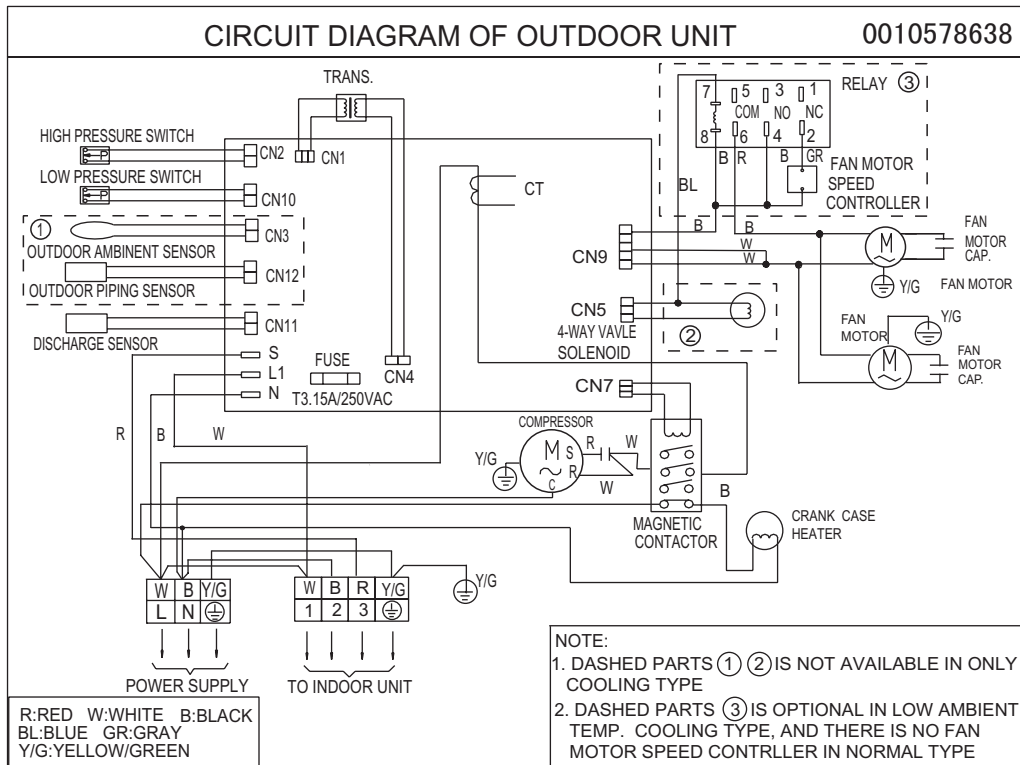 CIRCUIT DIAGRAM OF OUTDOOR UNIT
0010578638
TRANS.
HIGH PRESSURE SWITCH
P
CN2
CN1
LOW PRESSURE SWITCH
P
CN10
①
CN3
OUTDOOR AMBINENT SENSOR
CN12
OUTDOOR PIPING SENSOR
CN11
DISCHARGE SENSOR
S
L1
N
FUSE
T3.15A/250VAC
CN4
CT
RELAY ③
7 5 3 1
COM NO NC
8 6 4 2
B R B GR
BL
FAN MOTOR
SPEED
CONTROLLER
B
B
W
W
CN9
M
FAN
MOTOR
CAP.
Y/G
FAN MOTOR
CN5
4-WAY VAVLE
SOLENOID
②
FAN
MOTOR
Y/G
M
FAN
MOTOR
CAP.
CN7
R B W
COMPRESSOR
Y/G
M S
R
C
R W
W
B
MAGNETIC
CONTACTOR
CRANK CASE
HEATER
W B Y/G
L N
W B R Y/G
1 2 3
Y/G
POWER SUPPLY
TO INDOOR UNIT
R:RED W:WHITE B:BLACK
BL:BLUE GR:GRAY
Y/G:YELLOW/GREEN
NOTE:
1. DASHED PARTS ① ② IS NOT AVAILABLE IN ONLY
COOLING TYPE
2. DASHED PARTS ③ IS OPTIONAL IN LOW AMBIENT
TEMP. COOLING TYPE, AND THERE IS NO FAN
MOTOR SPEED CONTRLLER IN NORMAL TYPE